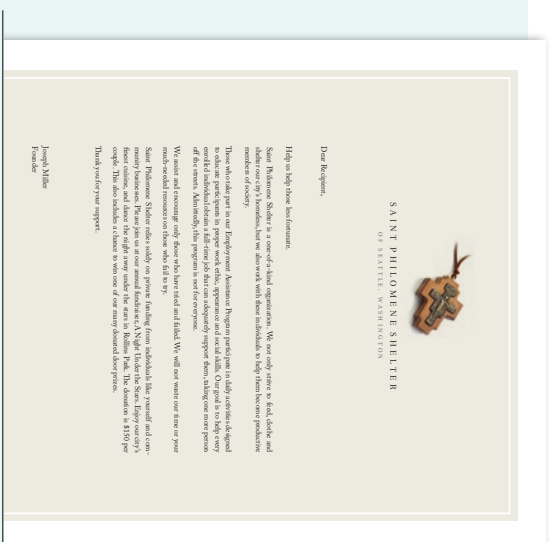 SAINT PHILOMENE SHELTER
OF SEATTLE, WASHINGTON
Dear Recipient,
Help us help those less fortunate.
Saint Philomene Shelter is a one-of-a-kind organization. We not only strive to feed, clothe and
shelter our city's homeless, but we also work with these individuals to help them become productive
members of society.
Those who take part in our Employment Assistance Program participate in daily activities designed
to educate participants in proper work ethic, appearance and social skills. Our goal is to help every
enrolled individual obtain a full-time job that can adequately support them, taking one more person
off the streets. Admittedly, this program is not for everyone.
We assist and encourage only those who have tried and failed. We will not waste our time or your
much-needed resources on those who fail to try.
Saint Philomene Shelter relies solely on private funding from individuals like yourself and com-
munity businesses. Please join us at our annual fundraiser, A Night Under the Stars. Enjoy our city's
finest cuisine, and dance the night away under the stars in Rollins Park. The donation is $150 per
couple. This also includes a chance to win one of our many donated door prizes.
Thank you for your support.
Joseph Miller
Founder